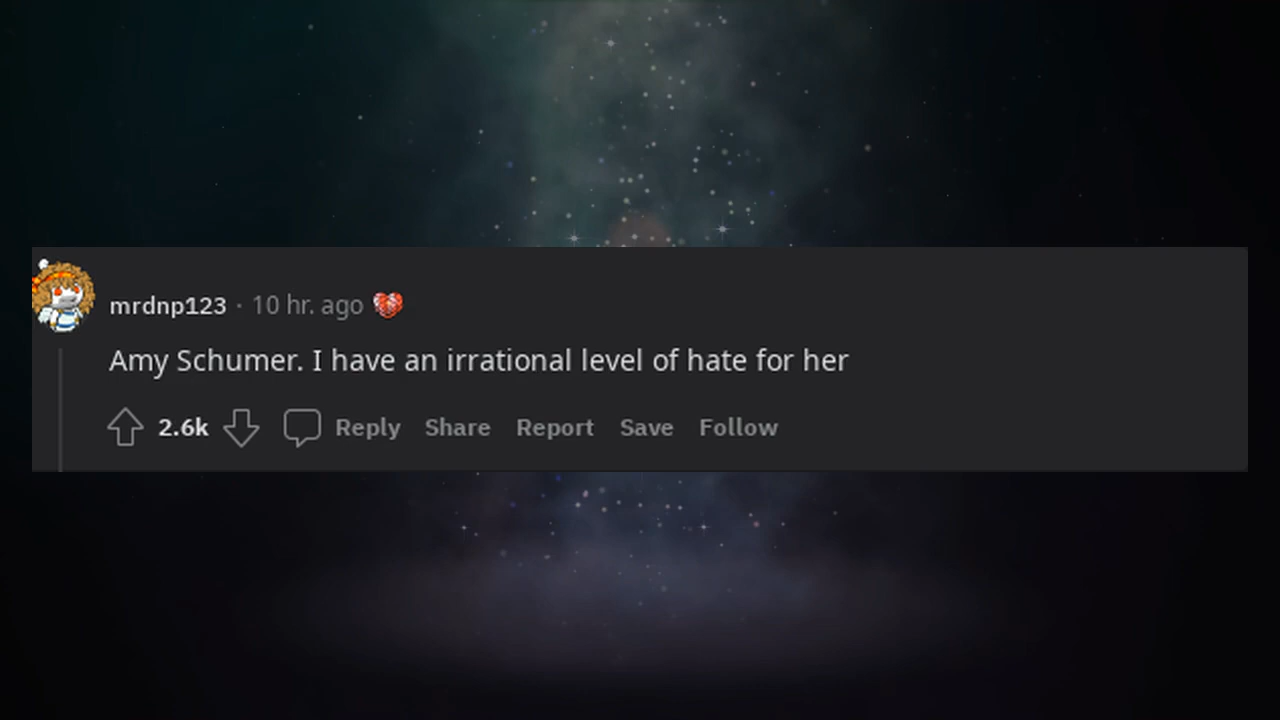 mrdnp123 · 10 hr. ago
Amy Schumer. I have an irrational level of hate for her
2.6k Reply Share Report Save Follow